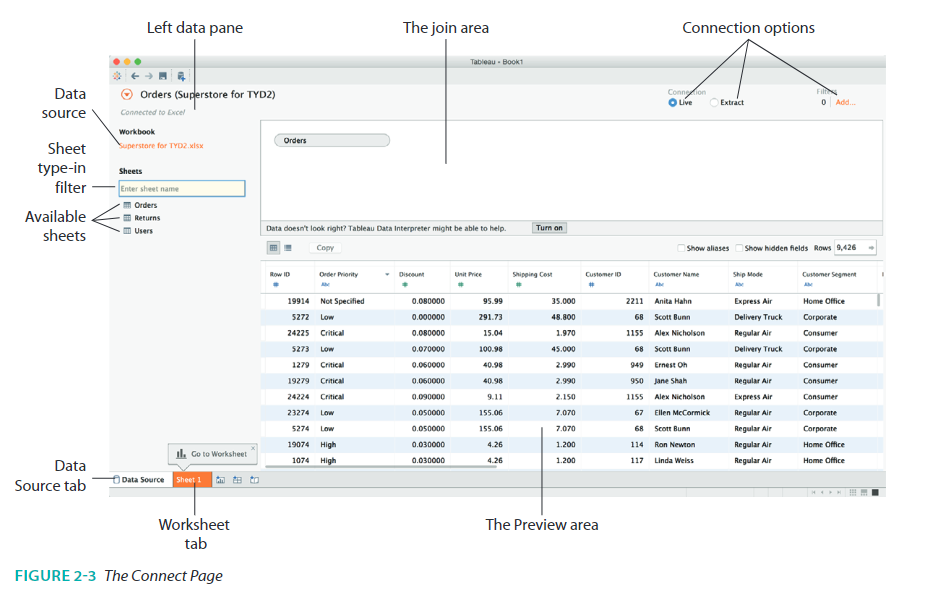 Left data pane
The join area
Connection options
Tableau - Book1
Data
source
Orders (Superstore for TYD2)
Connection
Live
Extract
Filters
0
Add...
Connected to Excel
Workbook
Superstore for TYD2.xlsx
Sheet
type-in
filter
Sheets
Enter sheet name
Orders
Available
sheets
Orders
Returns
Users
Data doesn't look right? Tableau Data Interpreter might be able to help.
Turn on
Copy
Show aliases
Show hidden fields
Rows
9,426
Row ID Order Priority Discount Unit Price Shipping Cost Customer ID Customer Name Ship Mode Customer Segment
# Abc # # # # Abc Abc Abc
19914 Not Specified 0.080000 95.99 35.000 2211 Anita Hahn Express Air Home Office
5272 Low 0.000000 291.73 48.800 68 Scott Bunn Delivery Truck Corporate
24225 Critical 0.080000 15.04 1.970 1155 Alex Nicholson Regular Air Consumer
5273 Low 0.070000 100.98 45.000 68 Scott Bunn Delivery Truck Corporate
1279 Critical 0.060000 40.98 2.990 949 Ernest Oh Regular Air Consumer
19279 Critical 0.060000 40.98 2.990 950 Jane Shah Regular Air Consumer
24224 Critical 0.090000 9.11 2.150 1155 Alex Nicholson Express Air Consumer
23274 Low 0.050000 155.06 7.070 67 Ellen McCormick Regular Air Corporate
5274 Low 0.050000 155.06 7.070 68 Scott Bunn Regular Air Corporate
19074 High 0.030000 4.26 1.200 114 Ron Newton Regular Air Home Office
1074 High 0.030000 4.26 1.200 117 Linda Weiss Regular Air Home Office
Go to Worksheet
Data
Source tab
Data Source
Sheet 1
Worksheet
tab
The Preview area
FIGURE 2-3 The Connect Page